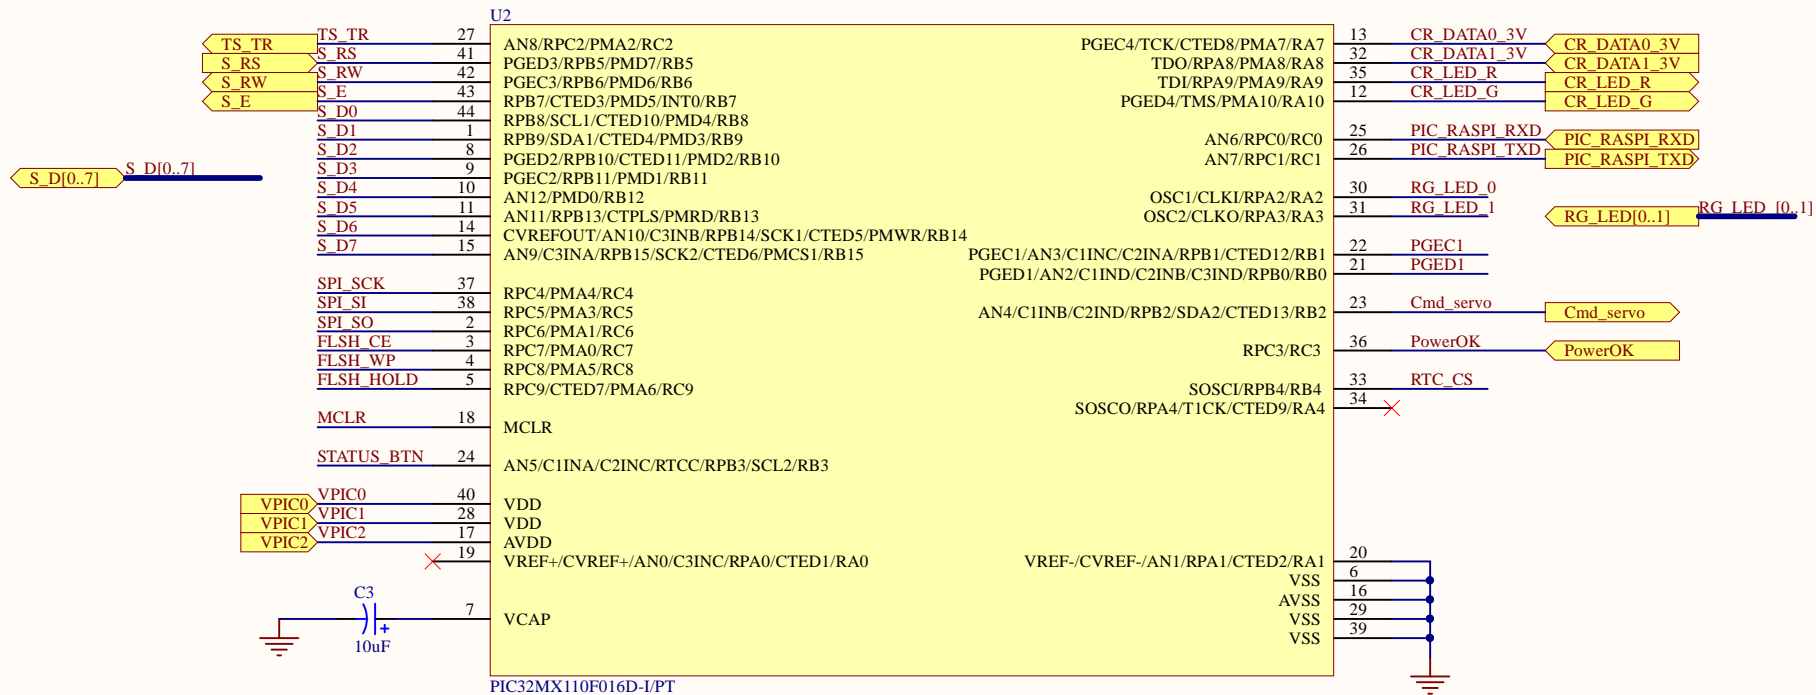 U2
TS_TR TS_TR 27 AN8/RPC2/PMA2/RC2 PGEC4/TCK/CTED8/PMA7/RA7 13 CR_DATA0_3V CR_DATA0_3V
S_RS S_RS 41 PGED3/RPB5/PMD7/RB5 TDO/RPA8/PMA8/RA8 32 CR_DATA1_3V CR_DATA1_3V
S_RW S_RW 42 PGEC3/RPB6/PMD6/RB6 TDI/RPA9/PMA9/RA9 35 CR_LED_R CR_LED_R
S_E S_E 43 RPB7/CTED3/PMD5/INT0/RB7 PGED4/TMS/PMA10/RA10 12 CR_LED_G CR_LED_G
S_D0 44 RPB8/SCL1/CTED10/PMD4/RB8
S_D1 1 RPB9/SDA1/CTED4/PMD3/RB9 AN6/RPC0/RC0 25 PIC_RASPI_RXD PIC_RASPI_RXD
S_D2 8 PGED2/RPB10/CTED11/PMD2/RB10 AN7/RPC1/RC1 26 PIC_RASPI_TXD PIC_RASPI_TXD
S_D[0..7] S_D[0..7] S_D3 9 PGEC2/RPB11/PMD1/RB11
S_D4 10 AN12/PMD0/RB12 OSC1/CLKI/RPA2/RA2 30 RG_LED_0
S_D5 11 AN11/RPB13/CTPLS/PMRD/RB13 OSC2/CLKO/RPA3/RA3 31 RG_LED_1 RG_LED[0..1] RG_LED_[0..1]
S_D6 14 CVREFOUT/AN10/C3INB/RPB14/SCK1/CTED5/PMWR/RB14
S_D7 15 AN9/C3INA/RPB15/SCK2/CTED6/PMCS1/RB15 PGEC1/AN3/C1INC/C2INA/RPB1/CTED12/RB1 22 PGEC1
PGED1/AN2/C1IND/C2INB/C3IND/RPB0/RB0 21 PGED1
SPI_SCK 37 RPC4/PMA4/RC4
SPI_SI 38 RPC5/PMA3/RC5 AN4/C1INB/C2IND/RPB2/SDA2/CTED13/RB2 23 Cmd_servo Cmd_servo
SPI_SO 2 RPC6/PMA1/RC6
FLSH_CE 3 RPC7/PMA0/RC7 RPC3/RC3 36 PowerOK PowerOK
FLSH_WP 4 RPC8/PMA5/RC8
FLSH_HOLD 5 RPC9/CTED7/PMA6/RC9 SOSCI/RPB4/RB4 33 RTC_CS
SOSCO/RPA4/T1CK/CTED9/RA4 34
MCLR 18 MCLR
STATUS_BTN 24 AN5/C1INA/C2INC/RTCC/RPB3/SCL2/RB3
VPIC0 VPIC0 40 VDD
VPIC1 VPIC1 28 VDD
VPIC2 VPIC2 17 AVDD
19 VREF+/CVREF+/AN0/C3INC/RPA0/CTED1/RA0 VREF-/CVREF-/AN1/RPA1/CTED2/RA1 20
VSS 6
C3 AVSS 16
7 VCAP VSS 29
+ VSS 39
10uF
PIC32MX110F016D-I/PT